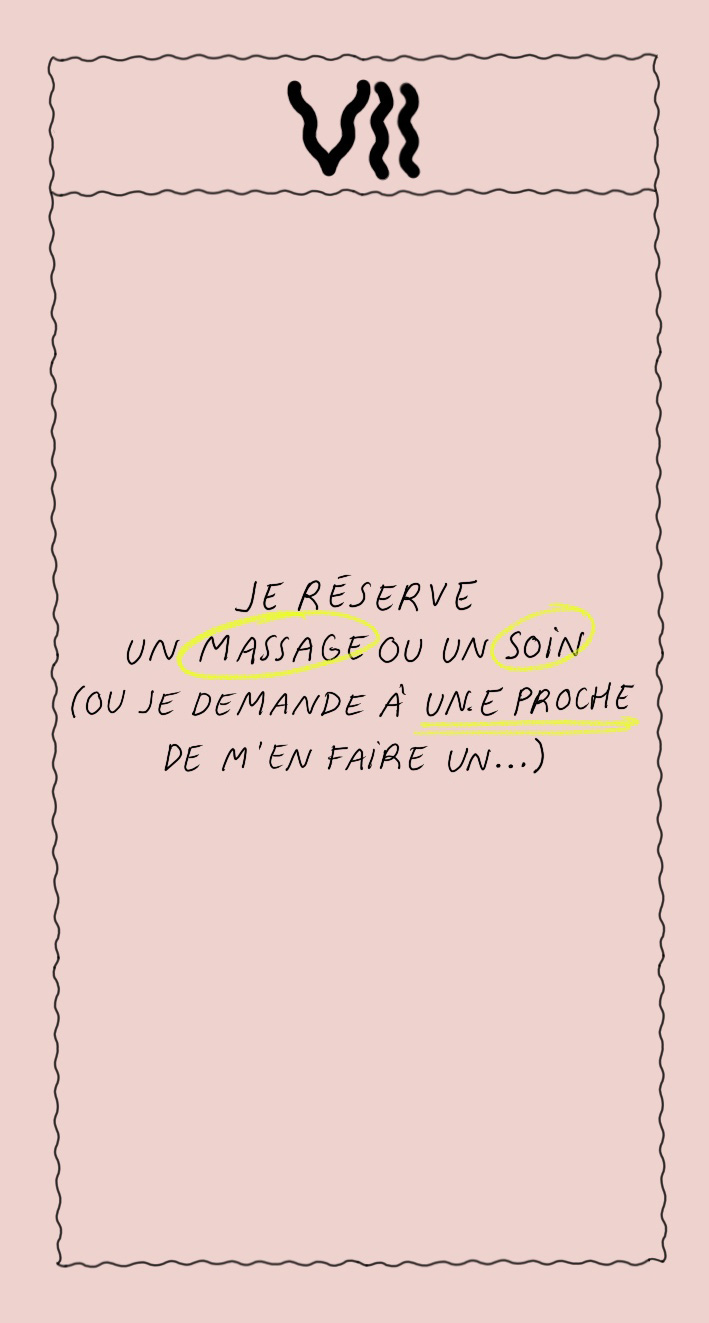 VII
JE RÉSERVE
UN MASSAGE OU UN SOIN
(OU JE DEMANDE À UN.E PROCHE
DE M'EN FAIRE UN...)